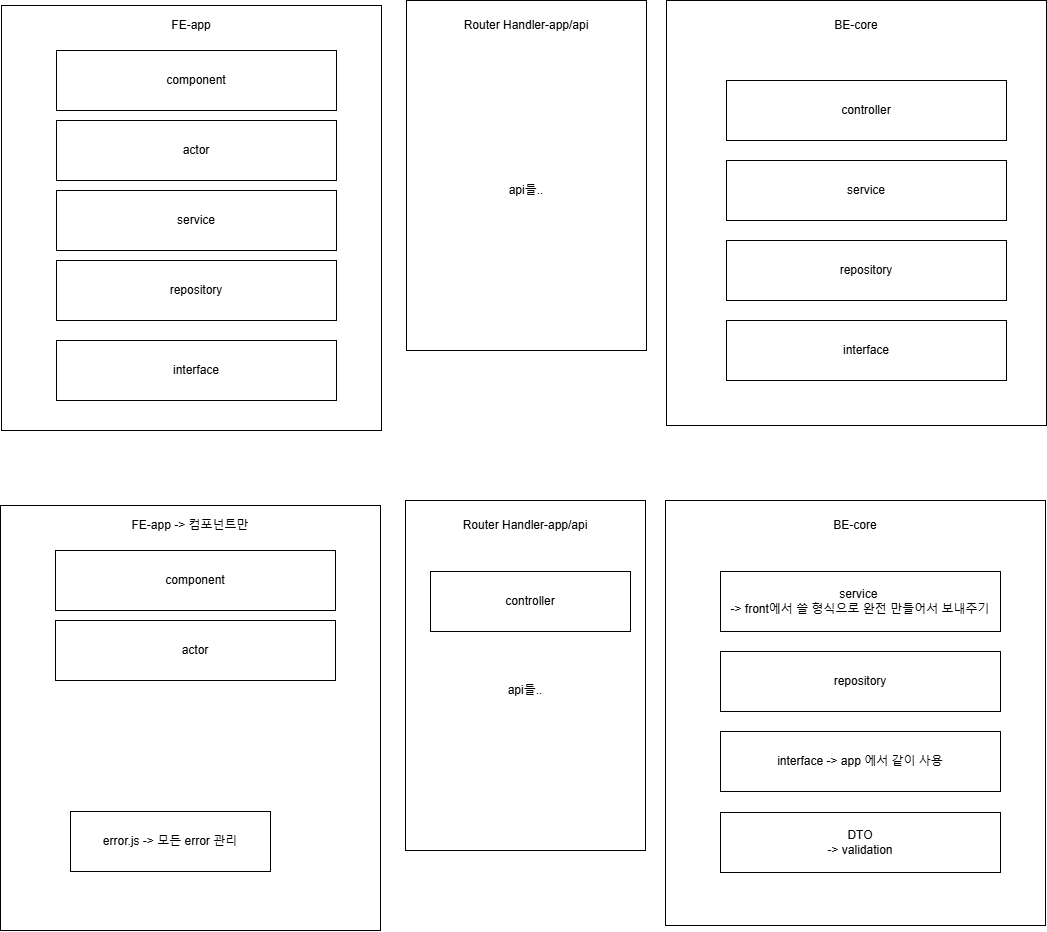 FE-app
component
actor
service
repository
interface
Router Handler-app/api
api들..
BE-core
controller
service
repository
interface
FE-app -> 컴포넌트만
component
actor
error.js -> 모든 error 관리
Router Handler-app/api
controller
api들..
BE-core
service
-> front에서 쓸 형식으로 완전 만들어서 보내주기
repository
interface -> app 에서 같이 사용
DTO
-> validation